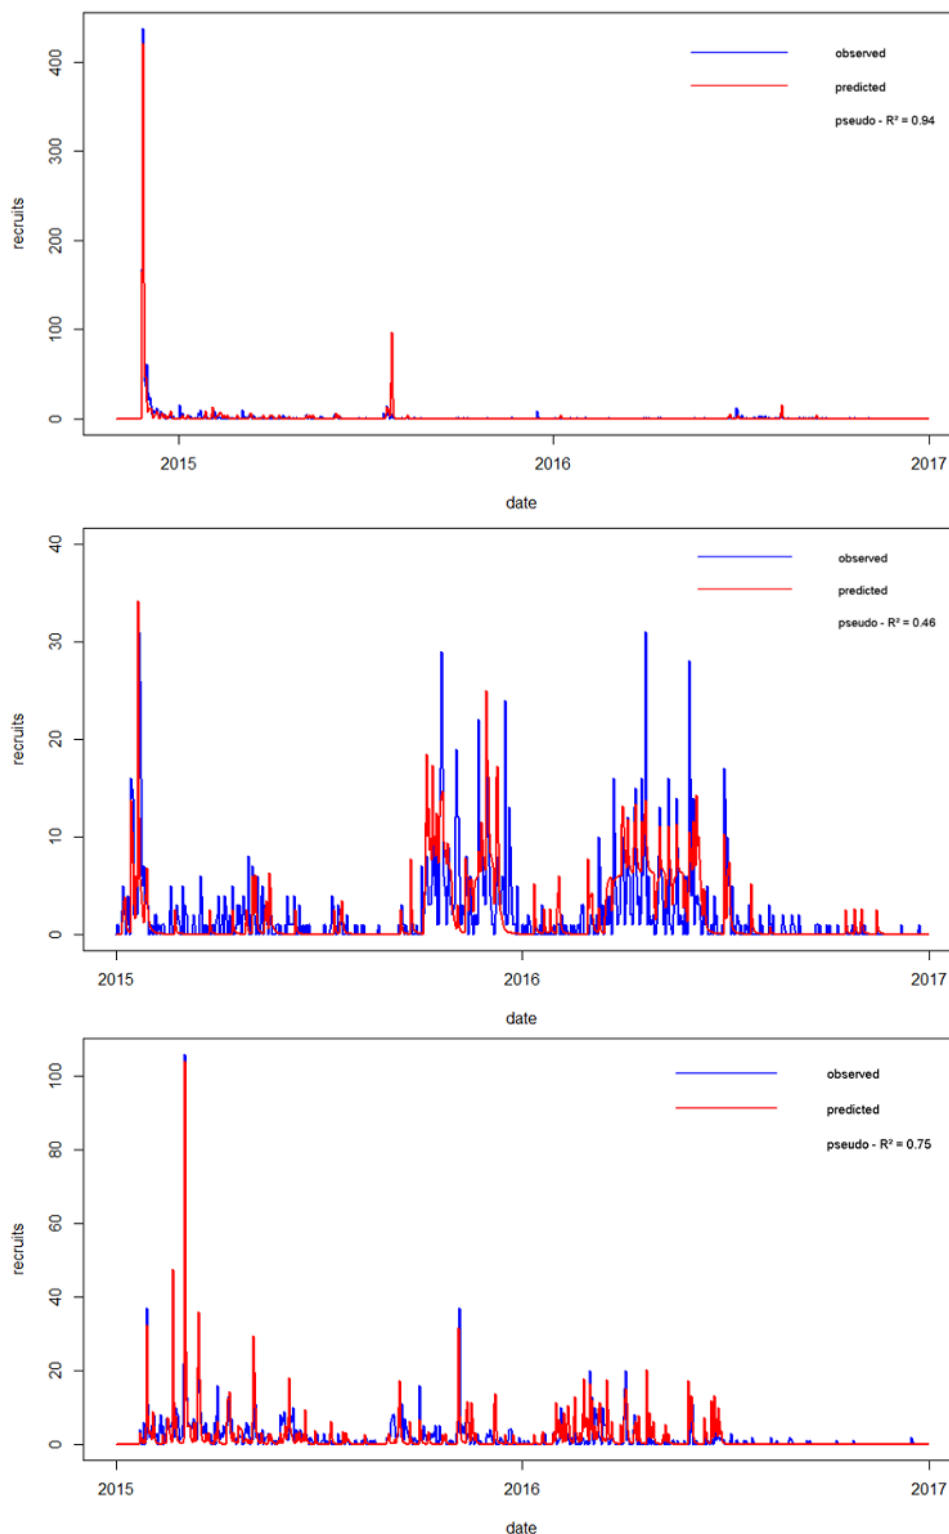 observed
predicted
pseudo - R² = 0.94
400
300
200
100
0
recruits
2015 2016 2017
date
observed
predicted
pseudo - R² = 0.46
40
30
20
10
0
recruits
2015 2016 2017
date
observed
predicted
pseudo - R² = 0.75
100
80
60
40
20
0
recruits
2015 2016 2017
date